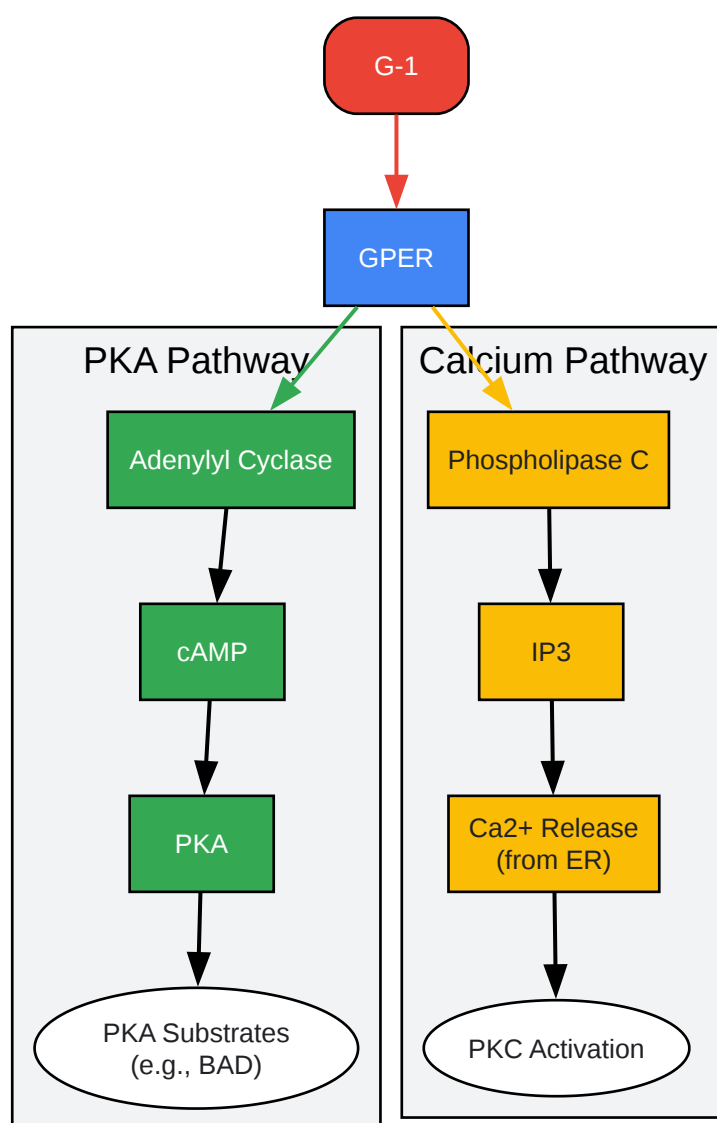 G-1
GPER
PKA Pathway
Adenylyl Cyclase
cAMP
PKA
PKA Substrates
(e.g., BAD)
Calcium Pathway
Phospholipase C
IP3
Ca2+ Release
(from ER)
PKC Activation